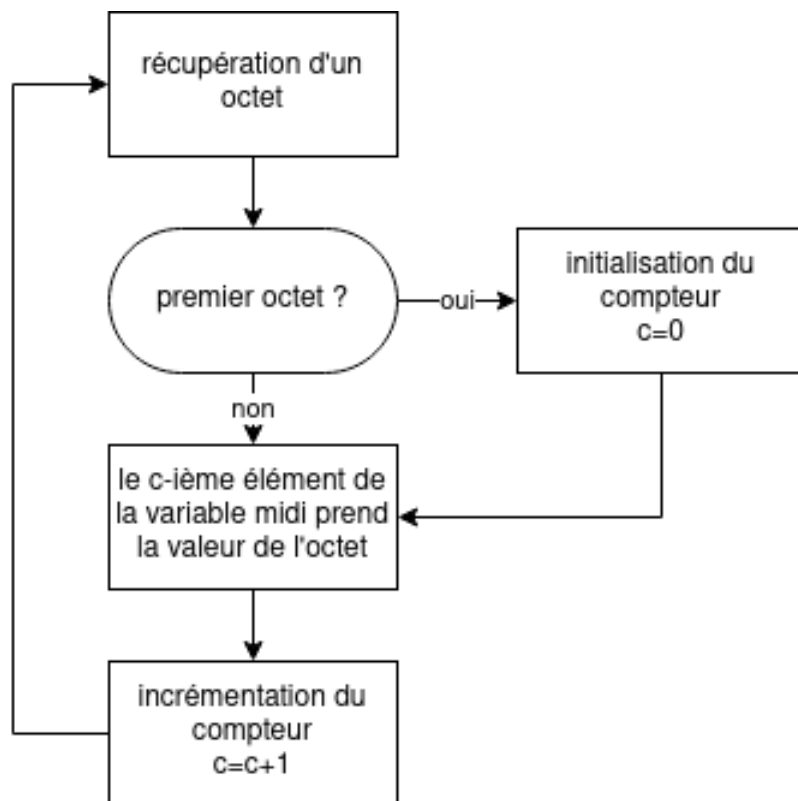 récupération d'un
octet
premier octet ?
oui
initialisation du
compteur
c=0
non
le c-ième élément de
la variable midi prend
la valeur de l'octet
incrémentation du
compteur
c=c+1